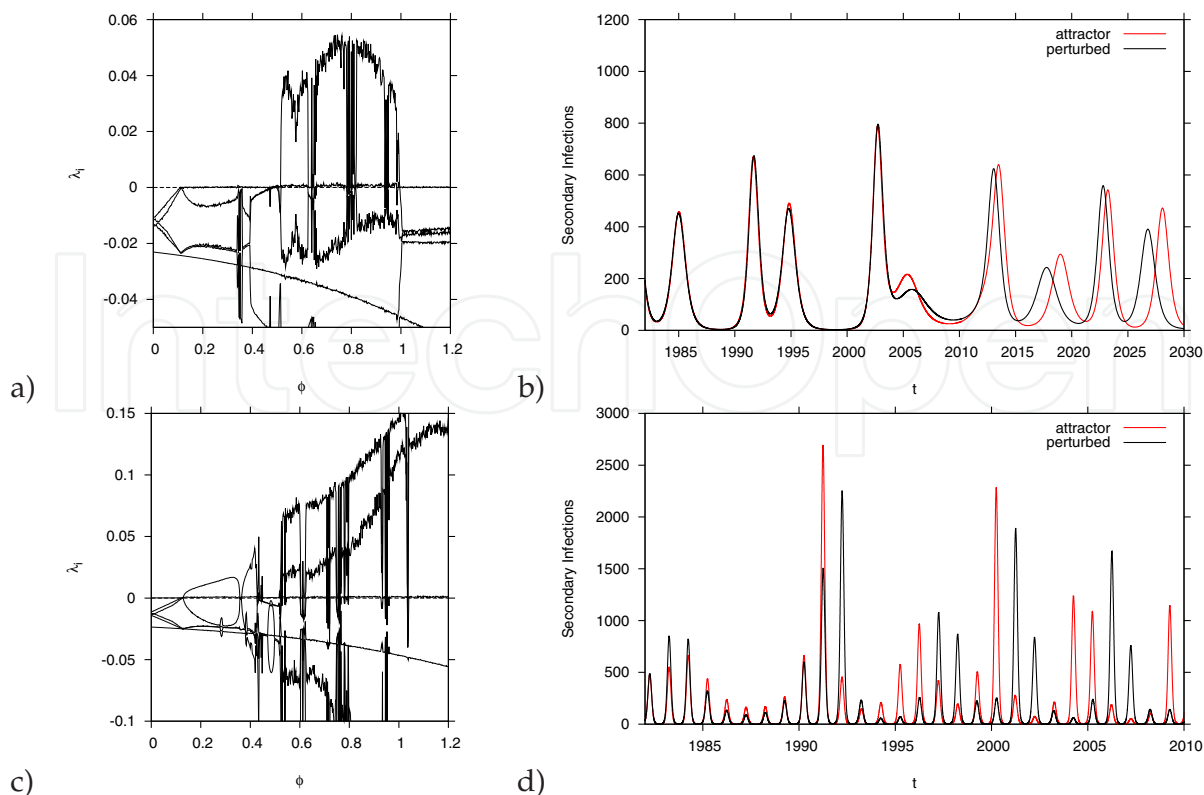 0.06
0.04
0.02
0
-0.02
-0.04
λi
0 0.2 0.4 0.6 0.8 1 1.2
ϕ
a)
1200
1000
800
600
400
200
0
Secondary Infections
attractor
perturbed
1985 1990 1995 2000 2005 2010 2015 2020 2025 2030
t
b)
0.15
0.1
0.05
0
-0.05
-0.1
λi
0 0.2 0.4 0.6 0.8 1 1.2
ϕ
c)
3000
2500
2000
1500
1000
500
0
Secondary Infections
attractor
perturbed
1985 1990 1995 2000 2005 2010
t
d)
IntechOpen